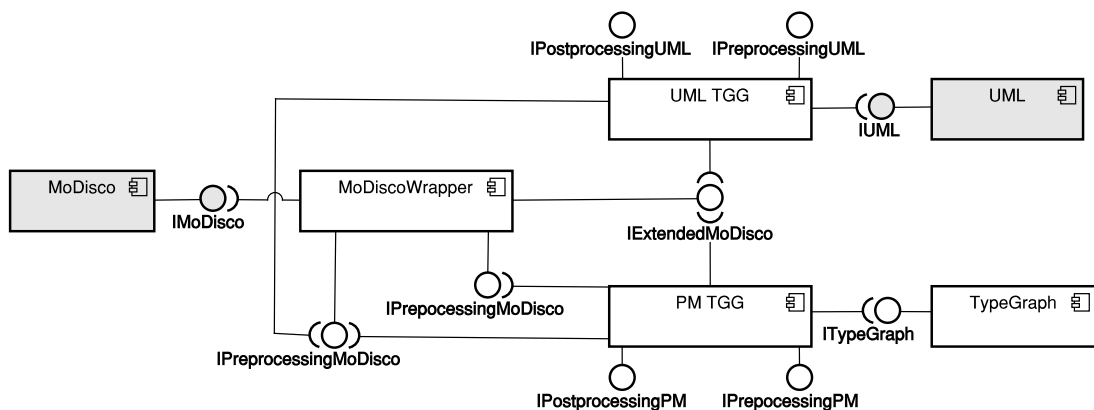 IPostprocessingUML
IPreprocessingUML
UML TGG
UML
IUML
MoDisco
MoDiscoWrapper
IMoDisco
IExtendedMoDisco
IPrepocessingMoDisco
PM TGG
TypeGraph
ITypeGraph
IPreprocessingMoDisco
IPostprocessingPM
IPrepocessingPM